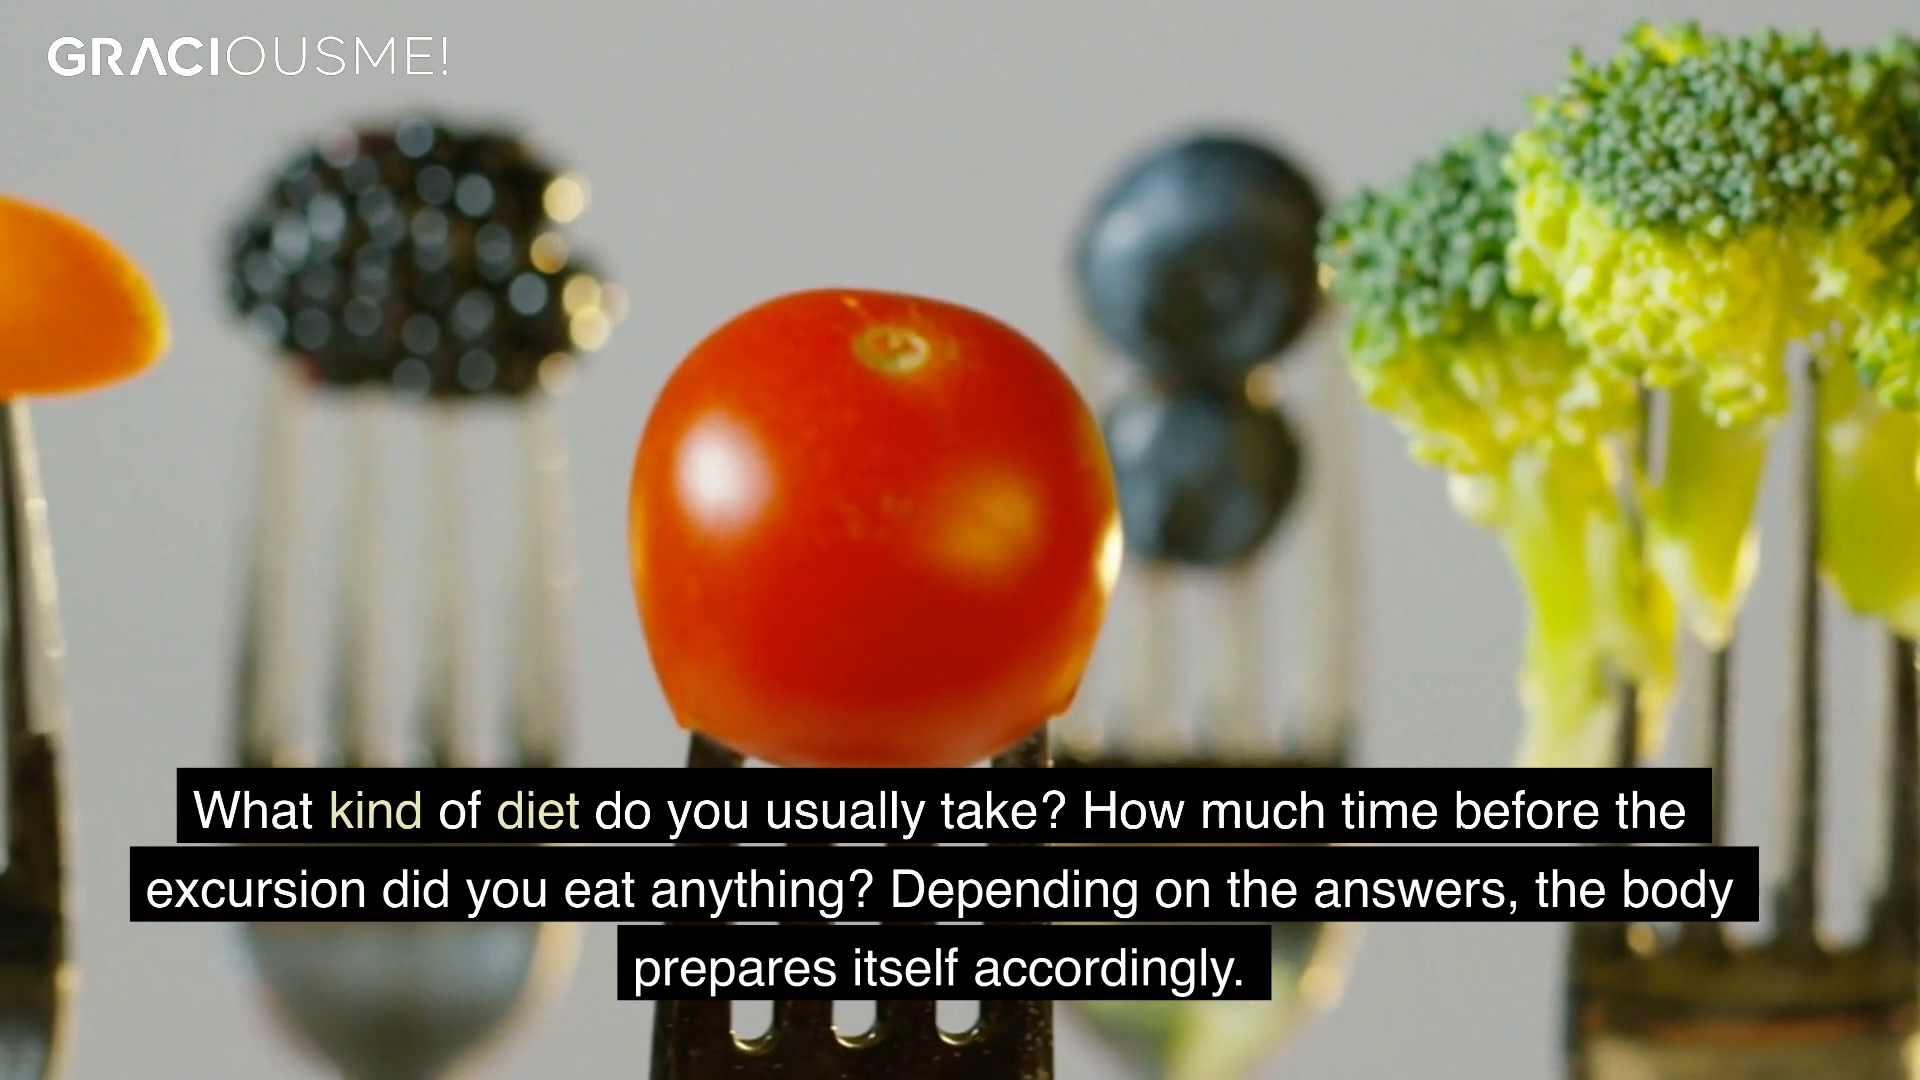 GRACIOUSME!
What kind of diet do you usually take? How much time before the
excursion did you eat anything? Depending on the answers, the body
prepares itself accordingly.